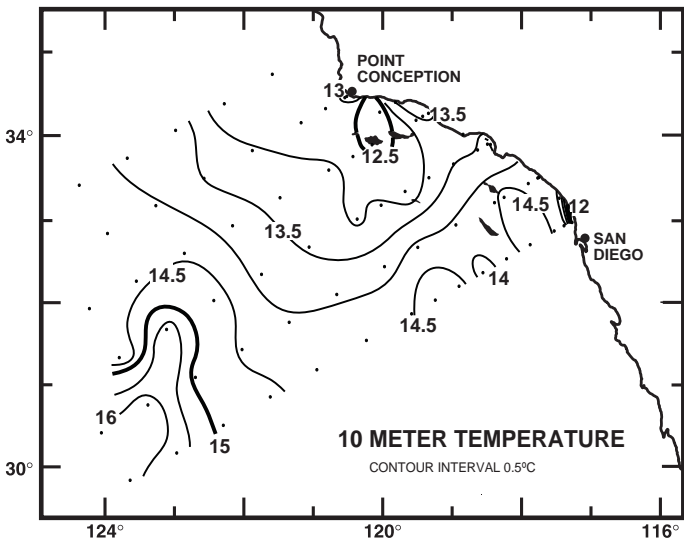 POINT
CONCEPTION
13
13.5
34°
12.5
14.5
12
13.5
SAN
DIEGO
14.5
14
14.5
16
15
10 METER TEMPERATURE
CONTOUR INTERVAL 0.5ºC
30°
124°
120°
116°